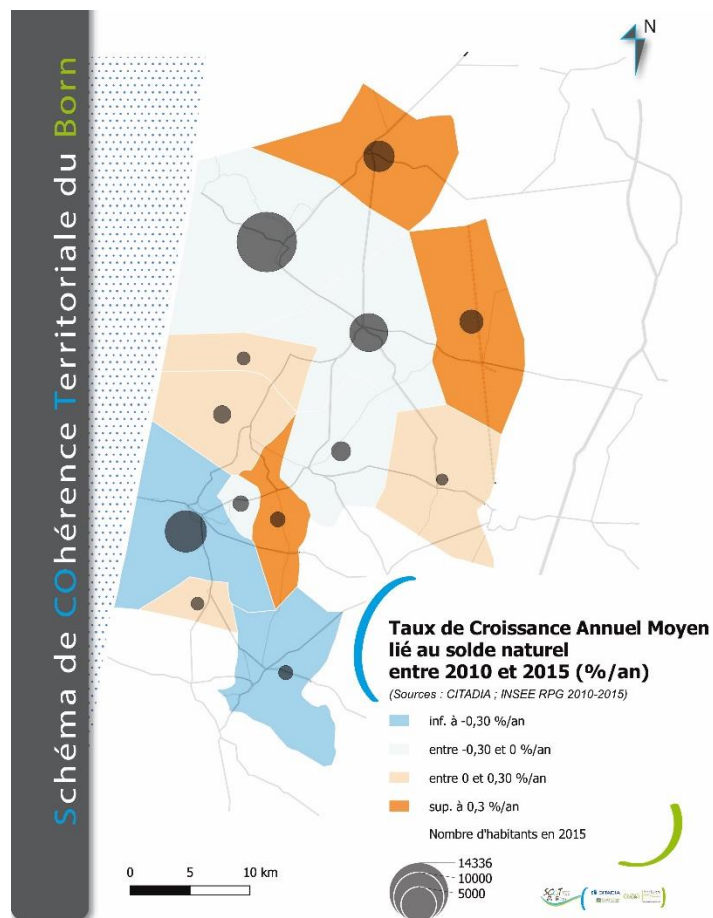 Schéma de COhérence Territoriale du Born
N
Taux de Croissance Annuel Moyen
lié au solde naturel
entre 2010 et 2015 (%/an)
(Sources : CITADIA ; INSEE RPG 2010-2015)
inf. à -0,30 %/an
entre -0,30 et 0 %/an
entre 0 et 0,30 %/an
sup. à 0,3 %/an
Nombre d'habitants en 2015
14336
10000
5000
0 5 10 km
CITADIA